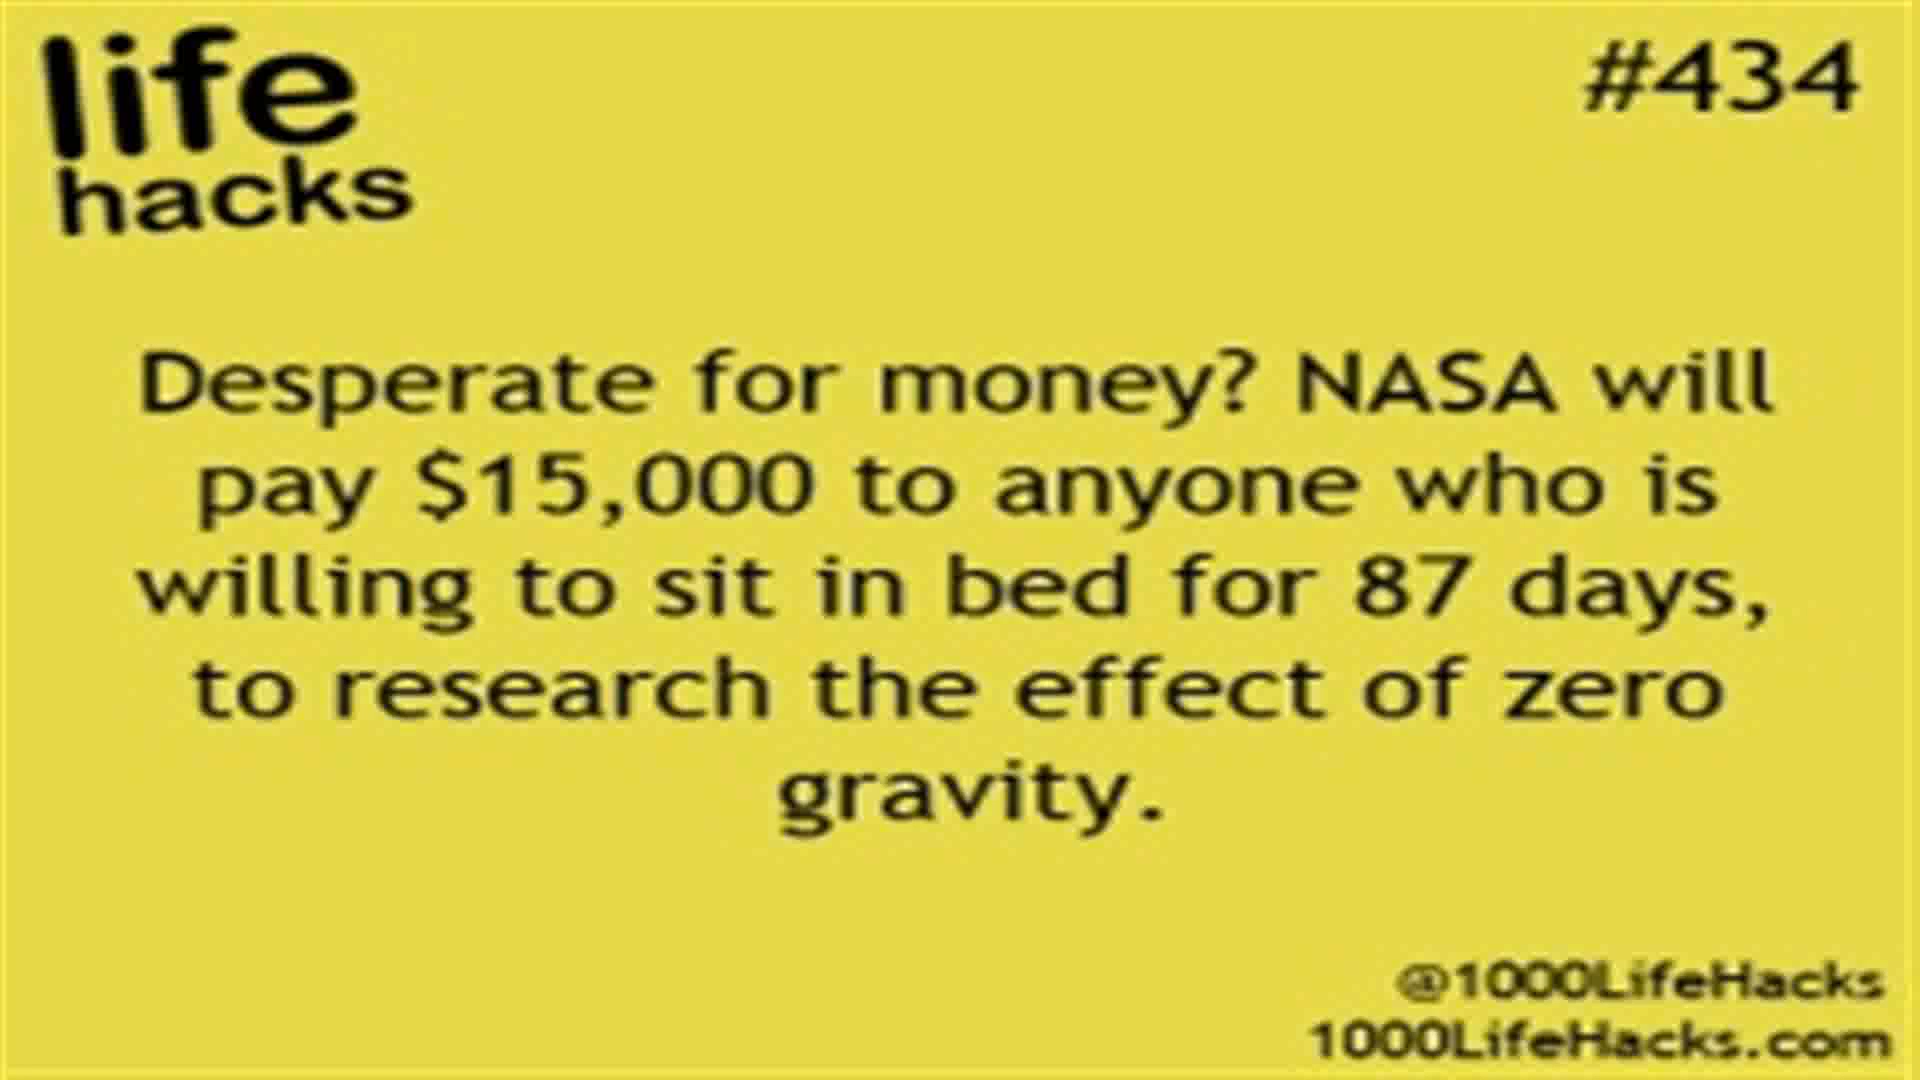 life
hacks
#434
Desperate for money? NASA will
pay $15,000 to anyone who is
willing to sit in bed for 87 days,
to research the effect of zero
gravity.
@1000LifeHacks
1000LifeHacks.com